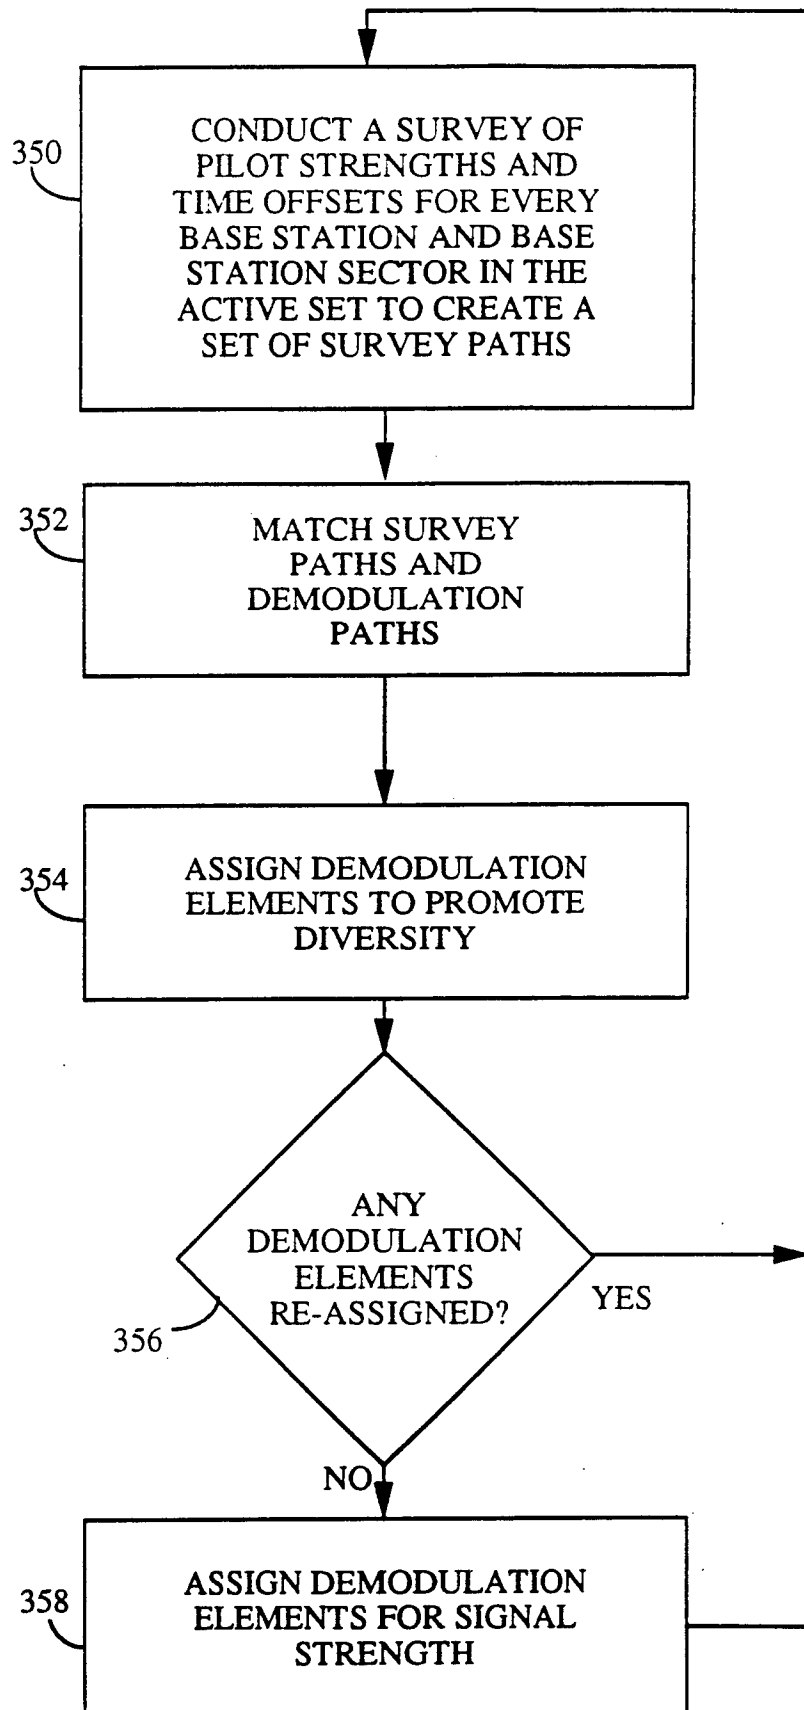 350
CONDUCT A SURVEY OF
PILOT STRENGTHS AND
TIME OFFSETS FOR EVERY
BASE STATION AND BASE
STATION SECTOR IN THE
ACTIVE SET TO CREATE A
SET OF SURVEY PATHS
352
MATCH SURVEY
PATHS AND
DEMODULATION
PATHS
354
ASSIGN DEMODULATION
ELEMENTS TO PROMOTE
DIVERSITY
ANY
DEMODULATION
ELEMENTS
RE-ASSIGNED?
YES
356
NO
358
ASSIGN DEMODULATION
ELEMENTS FOR SIGNAL
STRENGTH